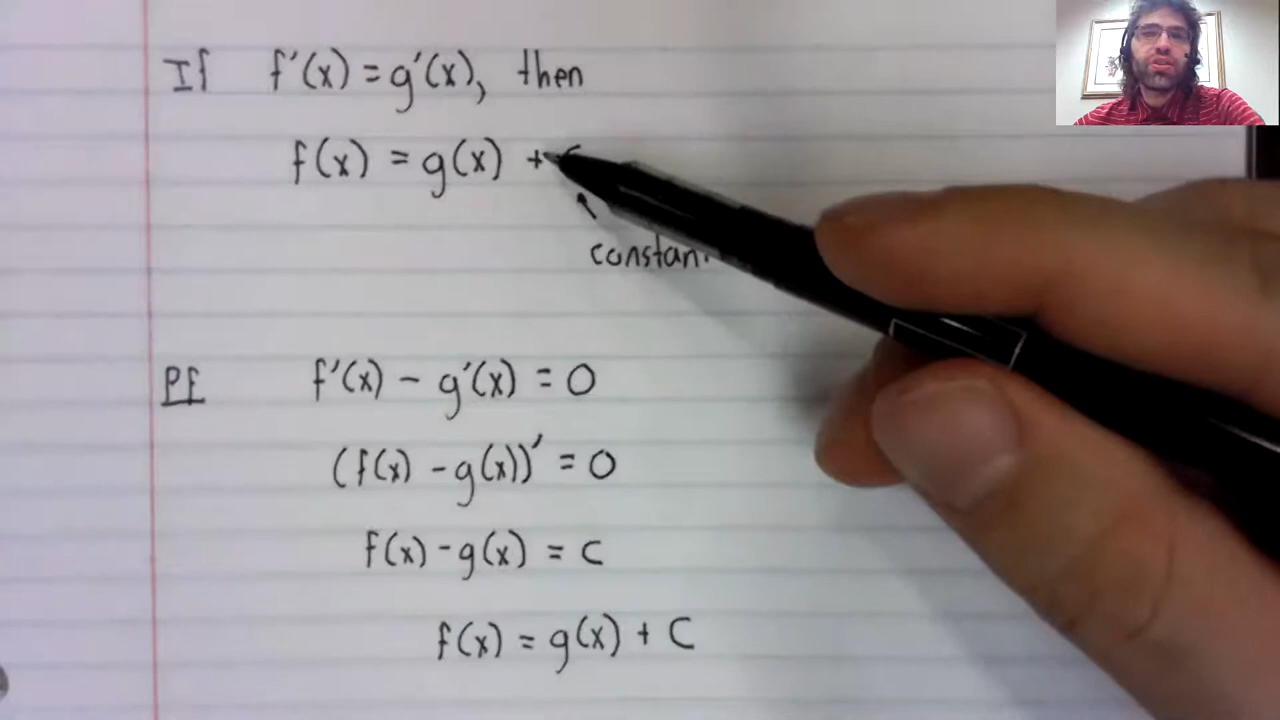 If f'(x) = g'(x), then
f(x) = g(x) +
Pf f'(x) - g'(x) = 0
(f(x) - g(x))' = 0
f(x) - g(x) = C
f(x) = g(x) + C